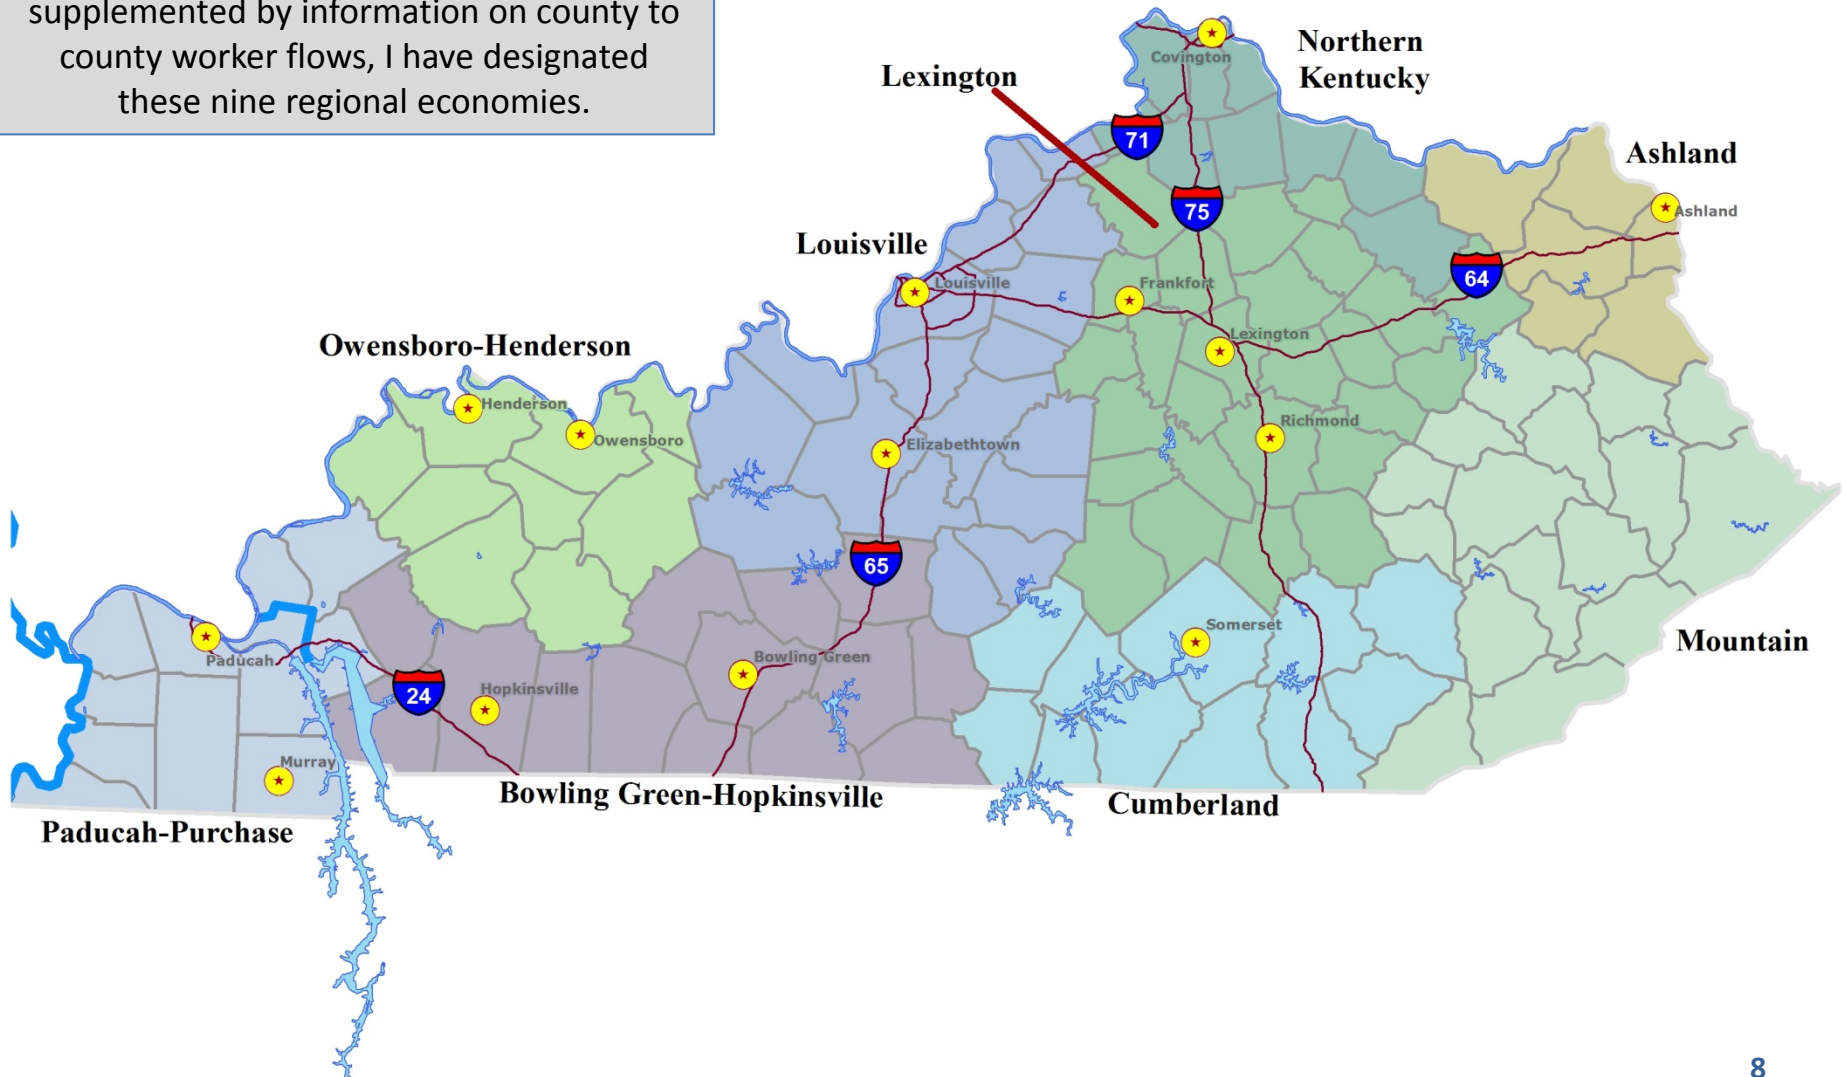 supplemented by information on county to
county worker flows, I have designated
these nine regional economies.
Northern
Kentucky
Covington
Lexington
71
Ashland
75
Ashland
Louisville
64
Louisville
Frankfort
Lexington
Owensboro-Henderson
Henderson
Owensboro
Richmond
Elizabethtown
65
Somerset
Mountain
Paducah
Bowling Green
24
Hopkinsville
Murray
Bowling Green-Hopkinsville
Cumberland
Paducah-Purchase
8